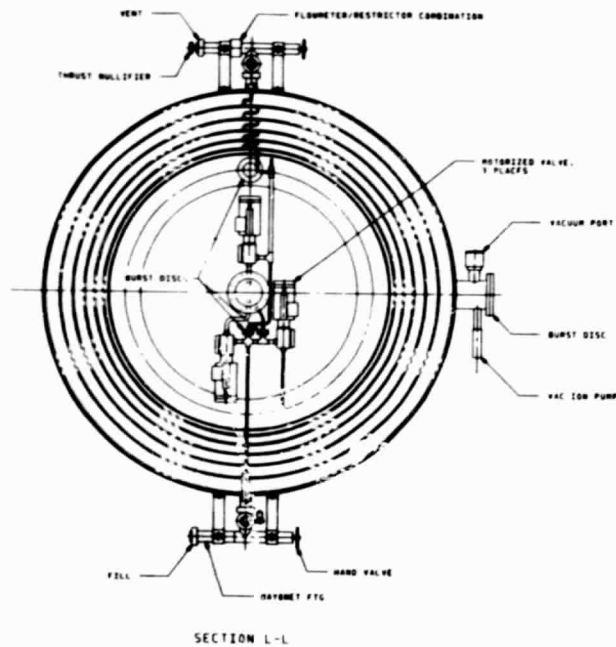 VENT
FLOWMETER/RESTRICTOR COMBINATION
THRUST NULLIFIER
MOTORIZED VALVE,
3 PLACES
VACUUM PORT
BURST DISC,
BURST DISC
VAC ION PUMP
FILL
HAND VALVE
BAYONET FTG
SECTION L-L